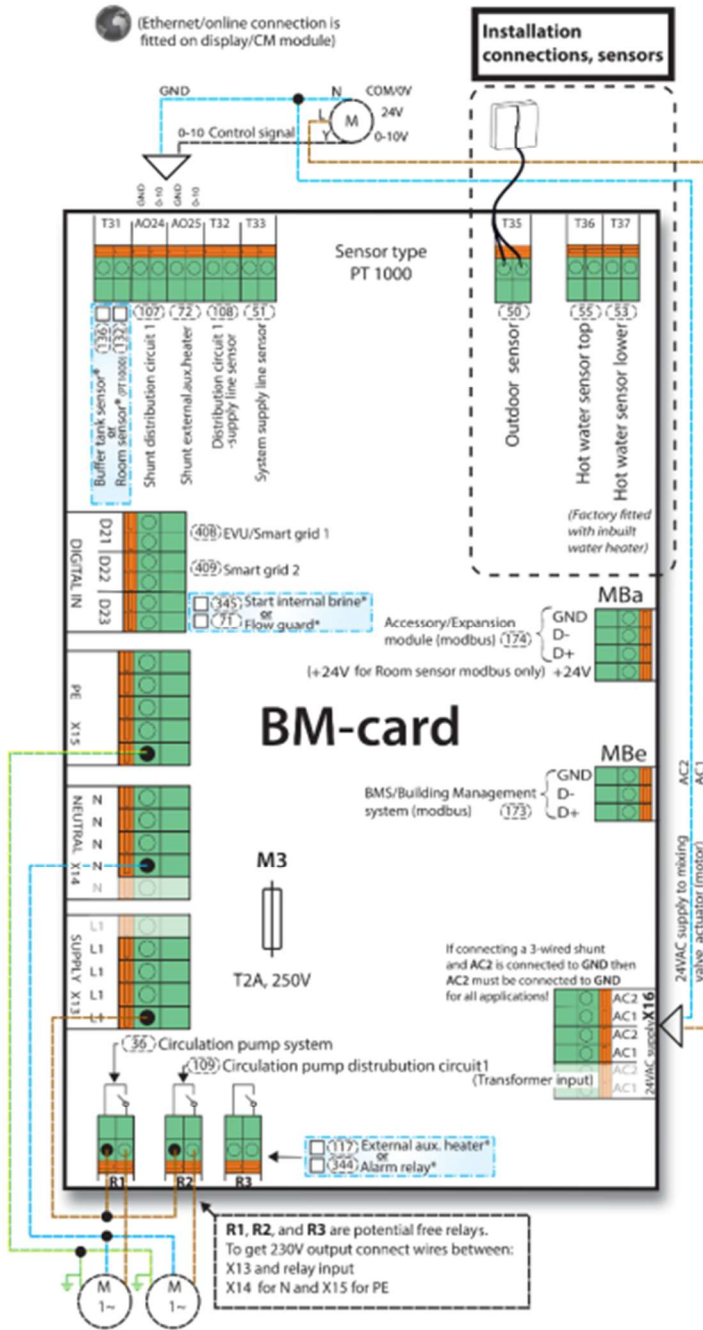 (Ethernet/online connection is
fitted on display/CM module)
Installation
connections, sensors
GND
N
COM/0V
L
M
24V
Y
0-10V
0-10 Control signal
GND
0-10
GND
0-10
T31
AO24
AO25
T32
T33
T35
T36
T37
Sensor type
PT 1000
136
132
107
72
108
51
50
55
53
Buffer tank sensor*
or
Room sensor* (PT1000)
Shunt distribution circuit 1
Shunt external.aux.heater
Distribution circuit 1
-supply line sensor
System supply line sensor
Outdoor sensor
Hot water sensor top
Hot water sensor lower
(Factory fitted
with inbuilt
water heater)
DIGITAL IN
D21
D22
D23
408 EVU/Smart grid 1
409 Smart grid 2
345 Start internal brine*
or
71 Flow guard*
MBa
Accessory/Expansion
module (modbus) 174
GND
D-
D+
(+24V for Room sensor modbus only) +24V
PE
X15
BM-card
MBe
BMS/Building Management
system (modbus) 173
GND
D-
D+
AC2
AC1
24VAC supply to mixing
valve actuator (motor)
NEUTRAL
X14
N
N
N
N
N
M3
T2A, 250V
SUPPLY
X13
L1
L1
L1
L1
L1
If connecting a 3-wired shunt
and AC2 is connected to GND then
AC2 must be connected to GND
for all applications!
AC2
AC1
AC2
AC1
AC2
AC1
24VAC supply X16
(Transformer input)
36 Circulation pump system
109 Circulation pump distrubution circuit1
117 External aux. heater*
or
344 Alarm relay*
R1
R2
R3
R1, R2, and R3 are potential free relays.
To get 230V output connect wires between:
X13 and relay input
X14 for N and X15 for PE
M
1~
M
1~